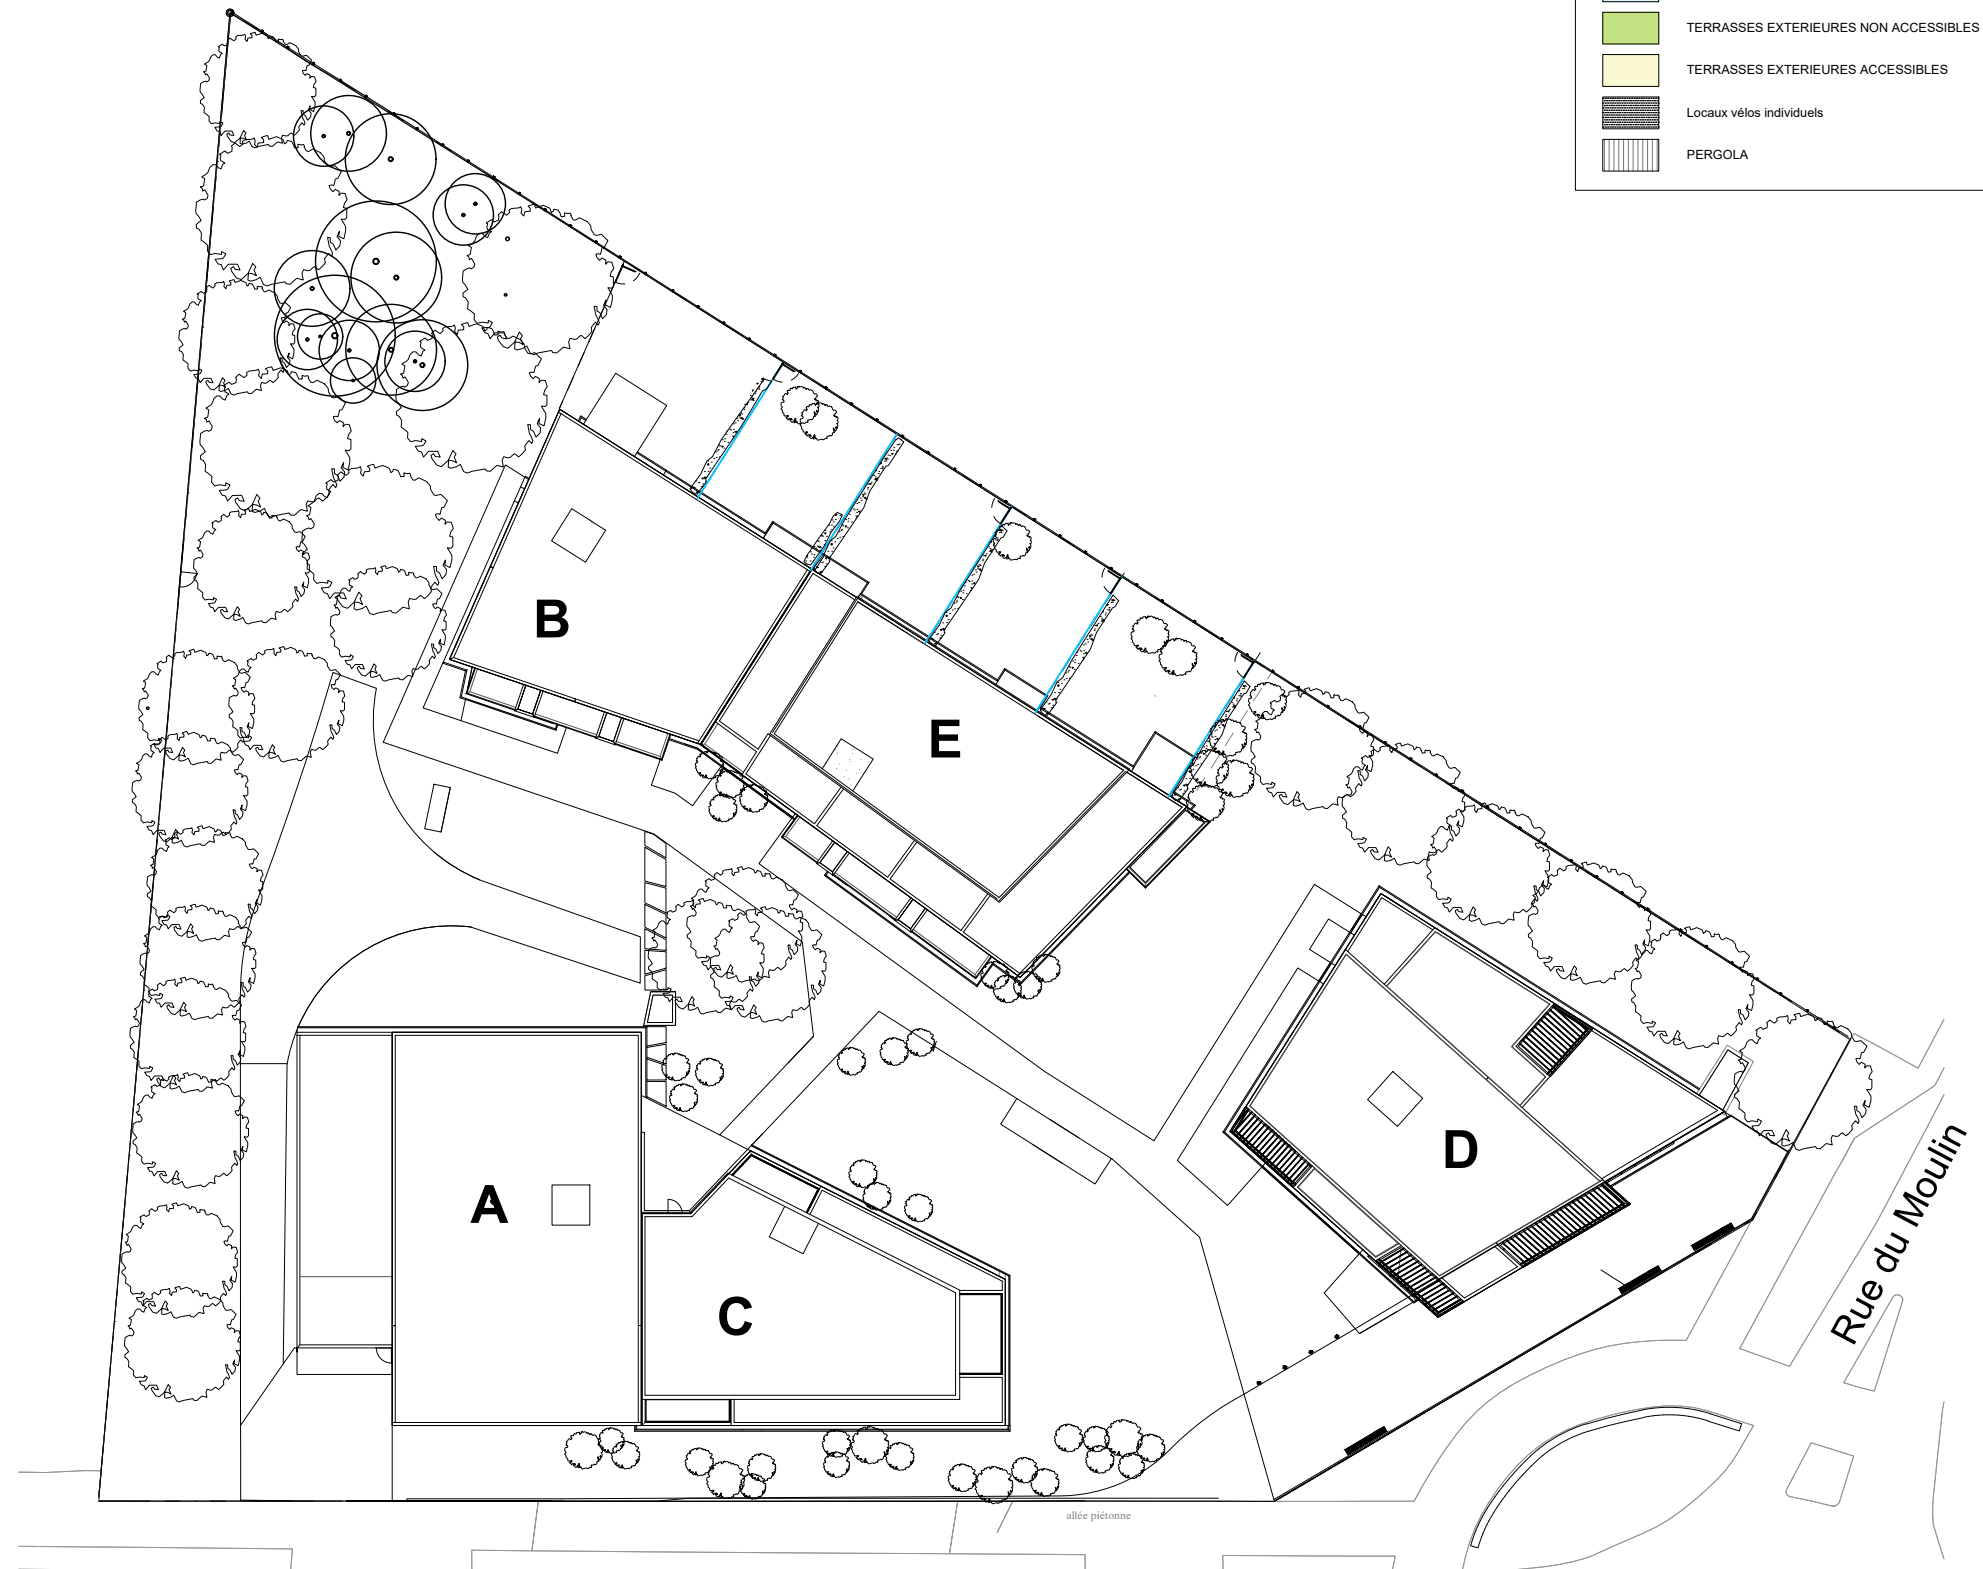 TERRASSES EXTERIEURES NON ACCESSIBLES
TERRASSES EXTERIEURES ACCESSIBLES
Locaux vélos individuels
PERGOLA
B
E
D
A
C
Rue du Moulin
allée piétonne